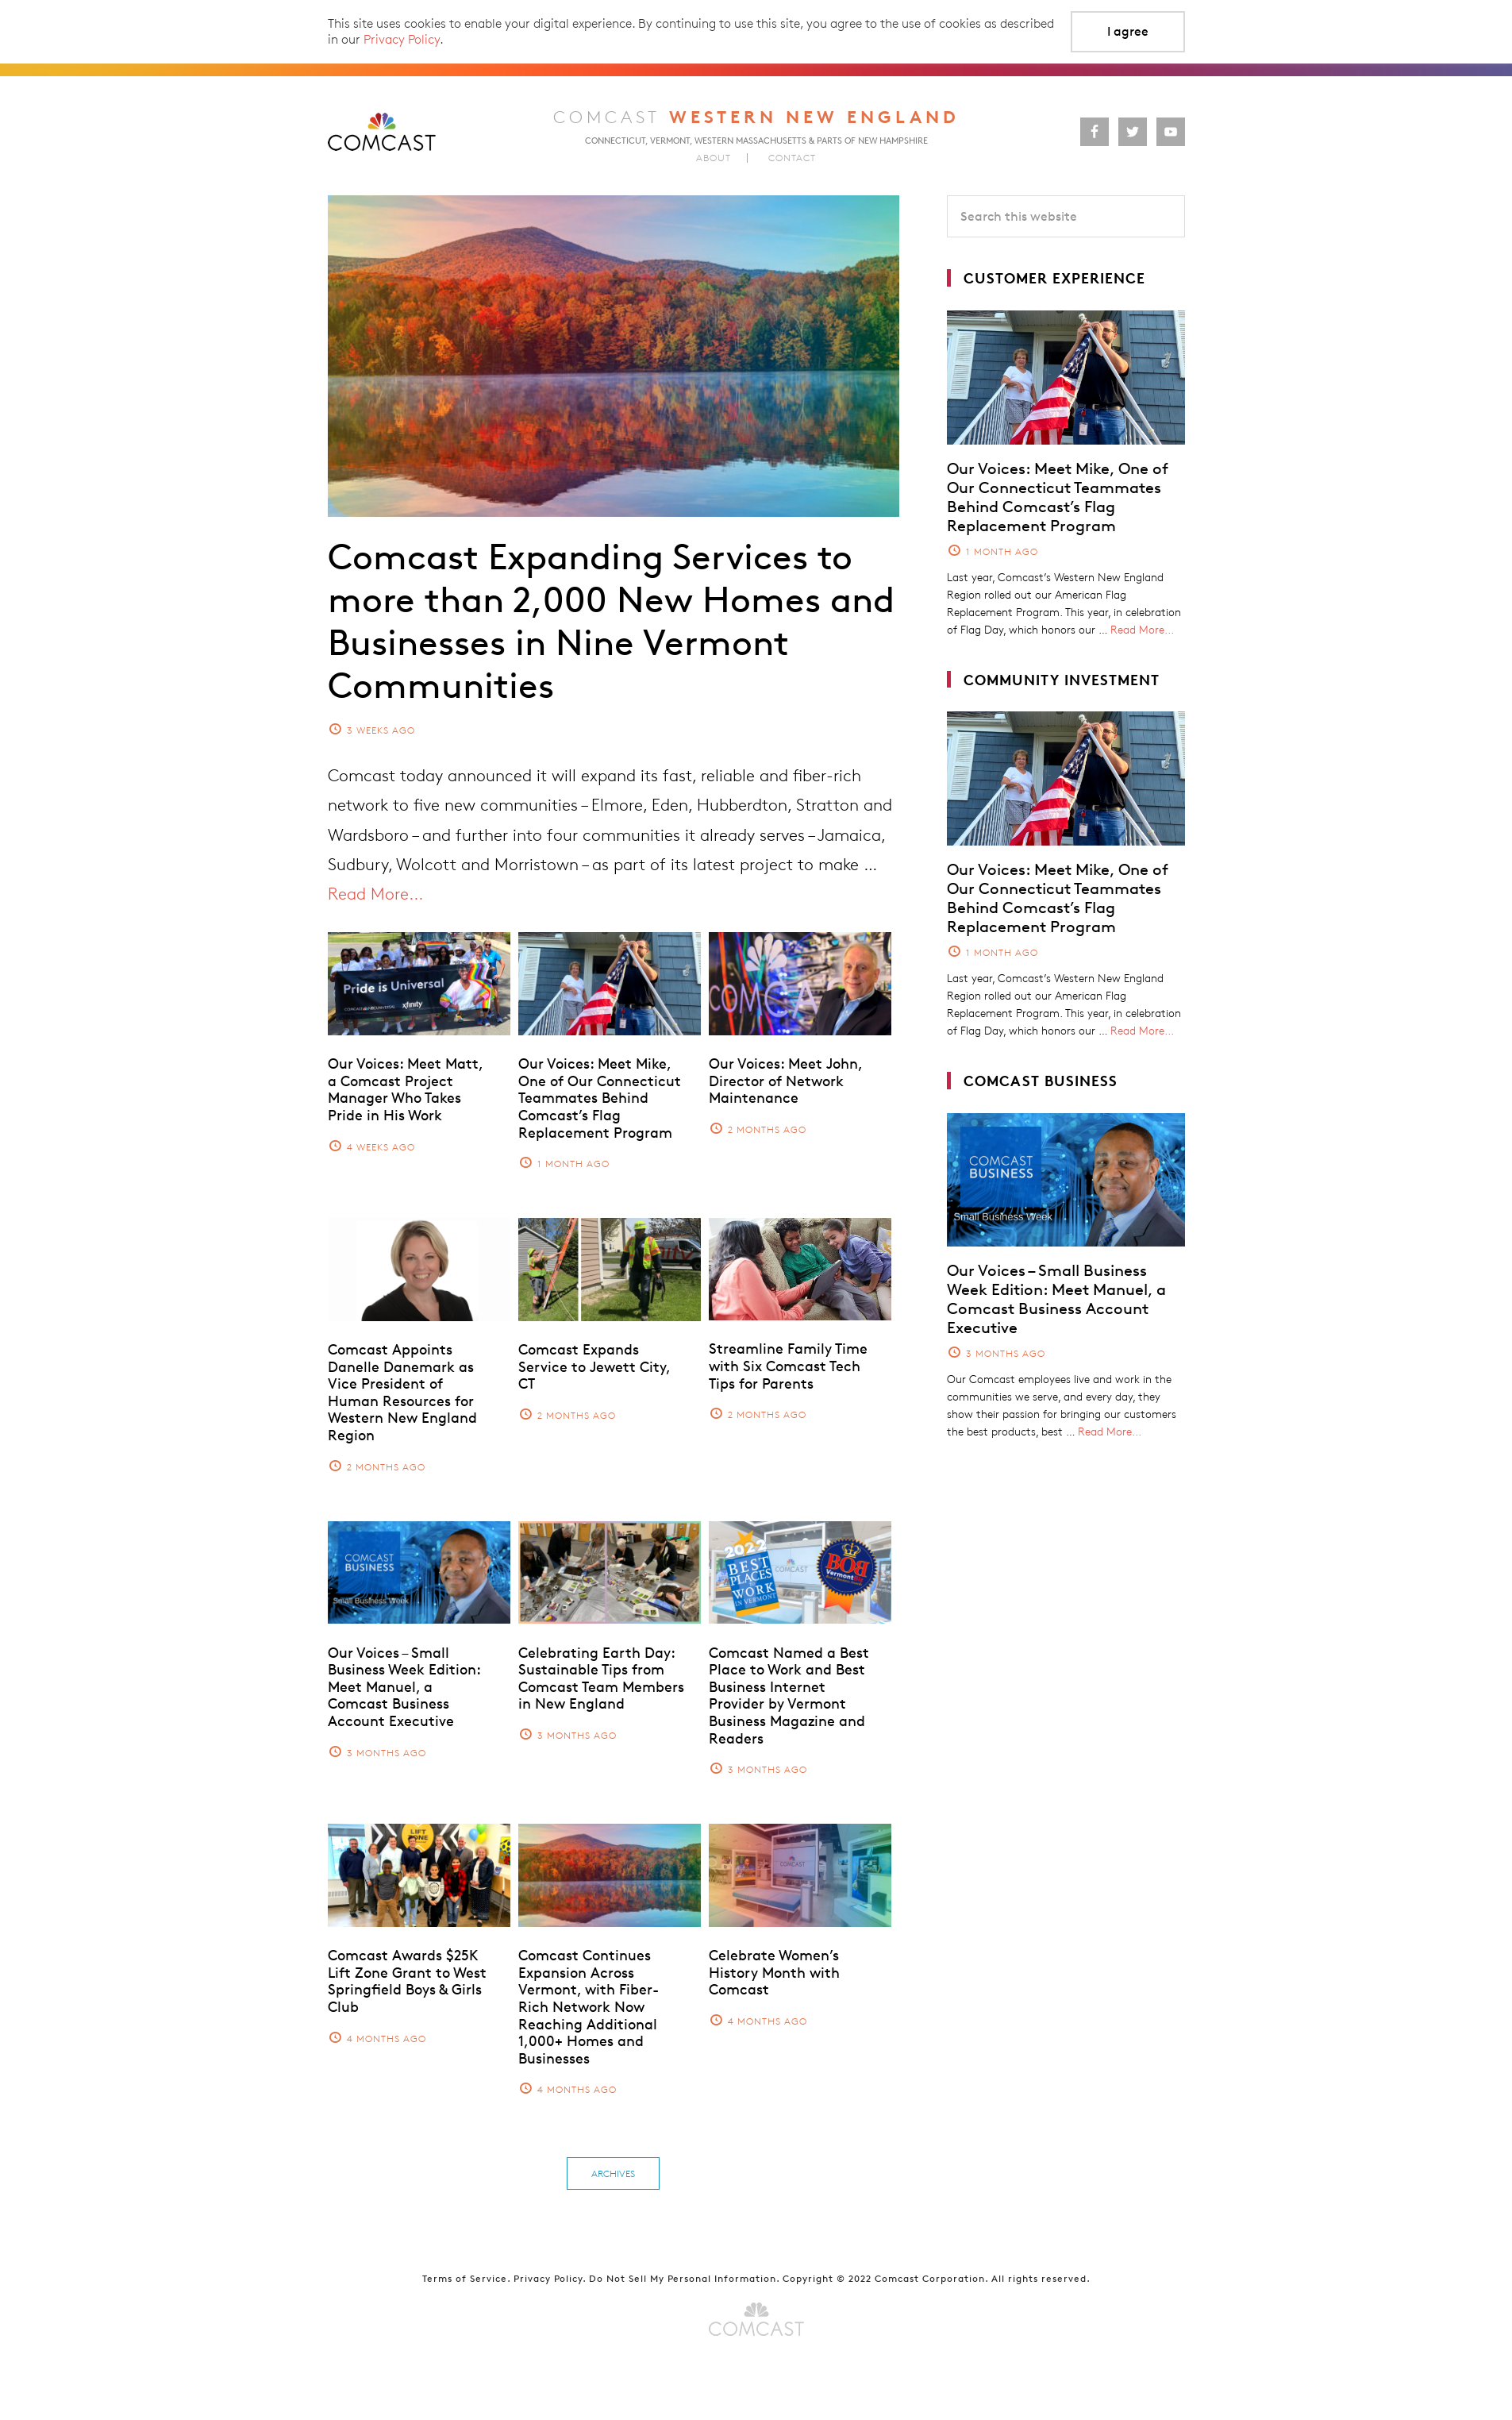 This site uses cookies to enable your digital experience. By continuing to use this site, you agree to the use of cookies as described
in our Privacy Policy.
I agree
COMCAST
COMCAST WESTERN NEW ENGLAND
CONNECTICUT, VERMONT, WESTERN MASSACHUSETTS & PARTS OF NEW HAMPSHIRE
ABOUT | CONTACT
Comcast Expanding Services to
more than 2,000 New Homes and
Businesses in Nine Vermont
Communities
3 WEEKS AGO
Comcast today announced it will expand its fast, reliable and fiber-rich
network to five new communities – Elmore, Eden, Hubberdton, Stratton and
Wardsboro – and further into four communities it already serves – Jamaica,
Sudbury, Wolcott and Morristown – as part of its latest project to make ...
Read More...
Pride is Universal
xfinity
COMCA
Our Voices: Meet Matt,
a Comcast Project
Manager Who Takes
Pride in His Work
4 WEEKS AGO
Our Voices: Meet Mike,
One of Our Connecticut
Teammates Behind
Comcast’s Flag
Replacement Program
1 MONTH AGO
Our Voices: Meet John,
Director of Network
Maintenance
2 MONTHS AGO
Comcast Appoints
Danelle Danemark as
Vice President of
Human Resources for
Western New England
Region
2 MONTHS AGO
Comcast Expands
Service to Jewett City,
CT
2 MONTHS AGO
Streamline Family Time
with Six Comcast Tech
Tips for Parents
2 MONTHS AGO
COMCAST
BUSINESS
Small Business Week
2022
BEST
PLACES
to
WORK
IN VERMONT
COMCAST
BOB
Vermont
Our Voices – Small
Business Week Edition:
Meet Manuel, a
Comcast Business
Account Executive
3 MONTHS AGO
Celebrating Earth Day:
Sustainable Tips from
Comcast Team Members
in New England
3 MONTHS AGO
Comcast Named a Best
Place to Work and Best
Business Internet
Provider by Vermont
Business Magazine and
Readers
3 MONTHS AGO
LIFT
ZONE
COMCAST
Comcast Awards $25K
Lift Zone Grant to West
Springfield Boys & Girls
Club
4 MONTHS AGO
Comcast Continues
Expansion Across
Vermont, with Fiber-
Rich Network Now
Reaching Additional
1,000+ Homes and
Businesses
4 MONTHS AGO
Celebrate Women’s
History Month with
Comcast
4 MONTHS AGO
ARCHIVES
Search this website
CUSTOMER EXPERIENCE
Our Voices: Meet Mike, One of
Our Connecticut Teammates
Behind Comcast’s Flag
Replacement Program
1 MONTH AGO
Last year, Comcast’s Western New England
Region rolled out our American Flag
Replacement Program. This year, in celebration
of Flag Day, which honors our ... Read More...
COMMUNITY INVESTMENT
Our Voices: Meet Mike, One of
Our Connecticut Teammates
Behind Comcast’s Flag
Replacement Program
1 MONTH AGO
Last year, Comcast’s Western New England
Region rolled out our American Flag
Replacement Program. This year, in celebration
of Flag Day, which honors our ... Read More...
COMCAST BUSINESS
COMCAST
BUSINESS
Small Business Week
Our Voices – Small Business
Week Edition: Meet Manuel, a
Comcast Business Account
Executive
3 MONTHS AGO
Our Comcast employees live and work in the
communities we serve, and every day, they
show their passion for bringing our customers
the best products, best ... Read More...
Terms of Service. Privacy Policy. Do Not Sell My Personal Information. Copyright © 2022 Comcast Corporation. All rights reserved.
COMCAST